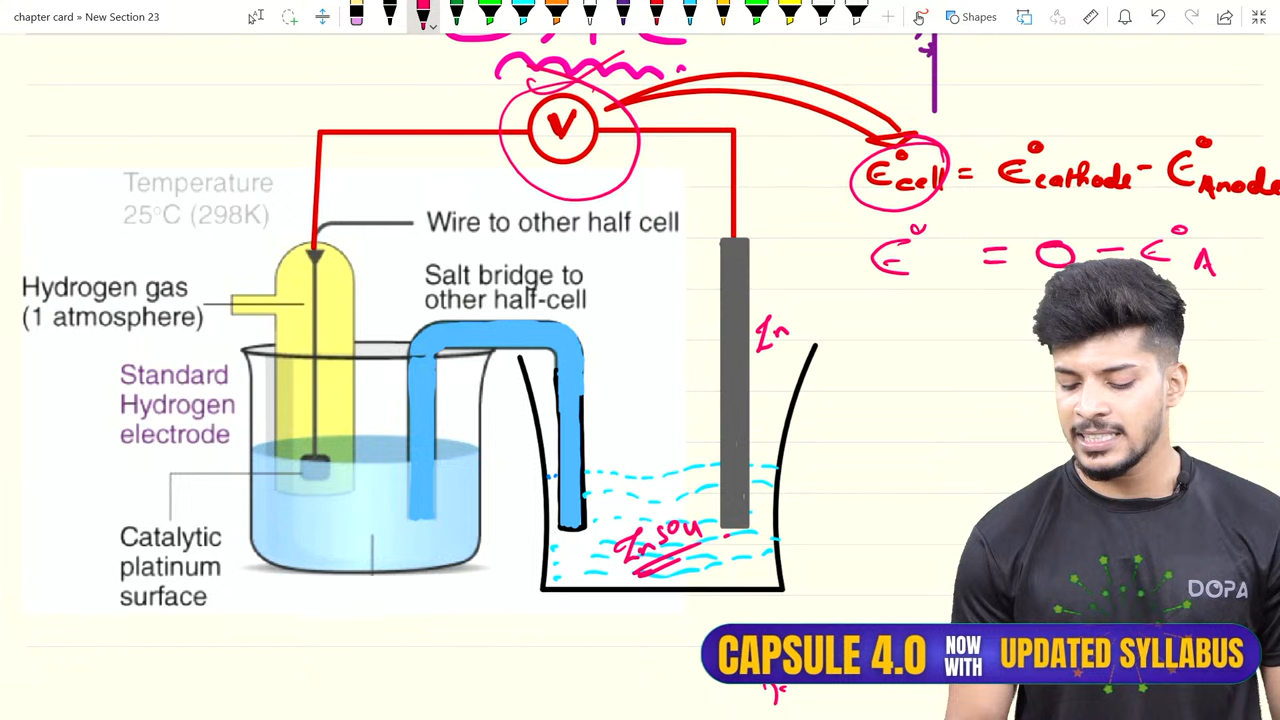 chapter card » New Section 23
Shapes
V
E°cell = E°cathode - E°Anode
E° = 0 - E°A
Temperature
25°C (298K)
Wire to other half cell
Hydrogen gas
(1 atmosphere)
Salt bridge to
other half-cell
Zn
Standard
Hydrogen
electrode
ZnSO4
Catalytic
platinum
surface
DOPA
CAPSULE 4.0 NOW WITH UPDATED SYLLABUS